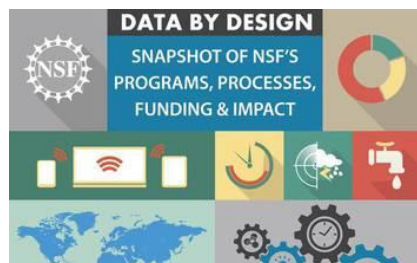 DATA BY DESIGN
NSF
SNAPSHOT OF NSF'S
PROGRAMS, PROCESSES,
FUNDING & IMPACT